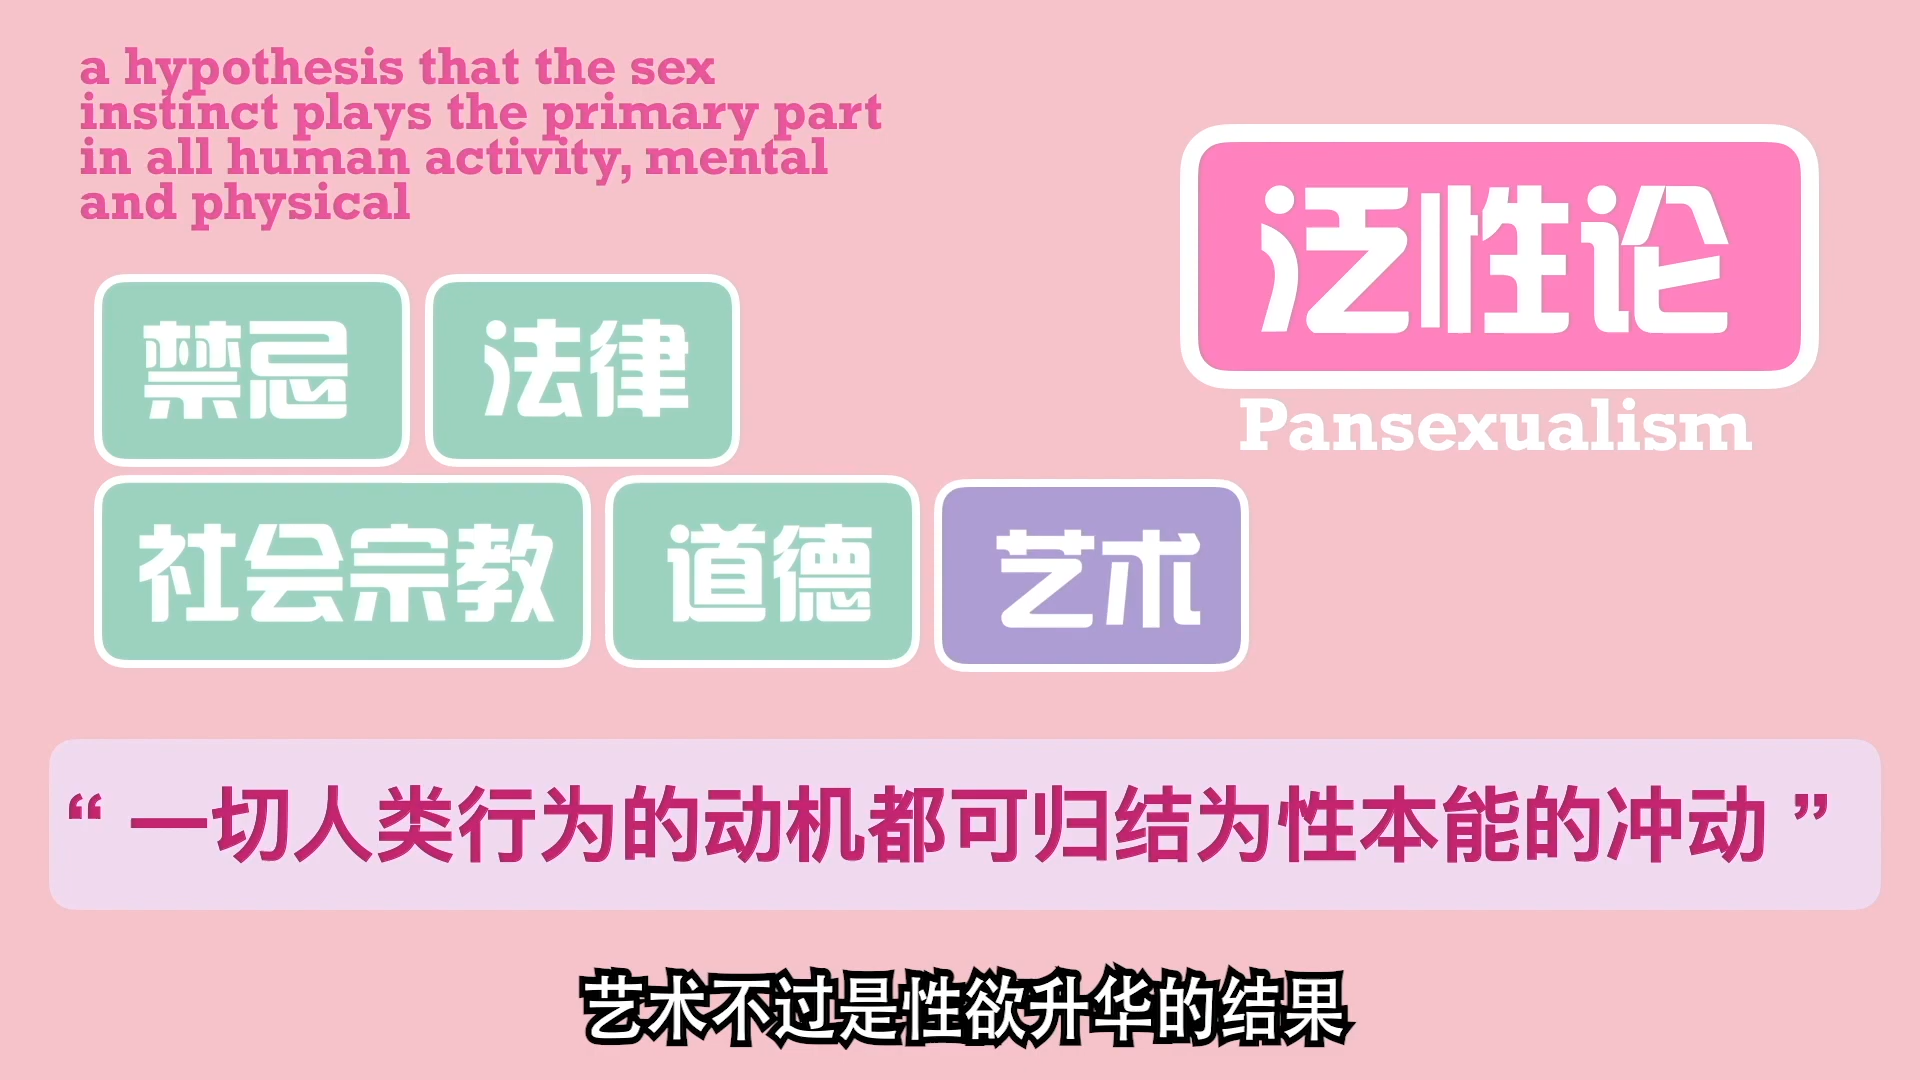 a hypothesis that the sex
instinct plays the primary part
in all human activity, mental
and physical
泛性论
Pansexualism
禁忌
法律
社会宗教
道德
艺术
“一切人类行为的动机都可归结为性本能的冲动”
艺术不过是性欲升华的结果